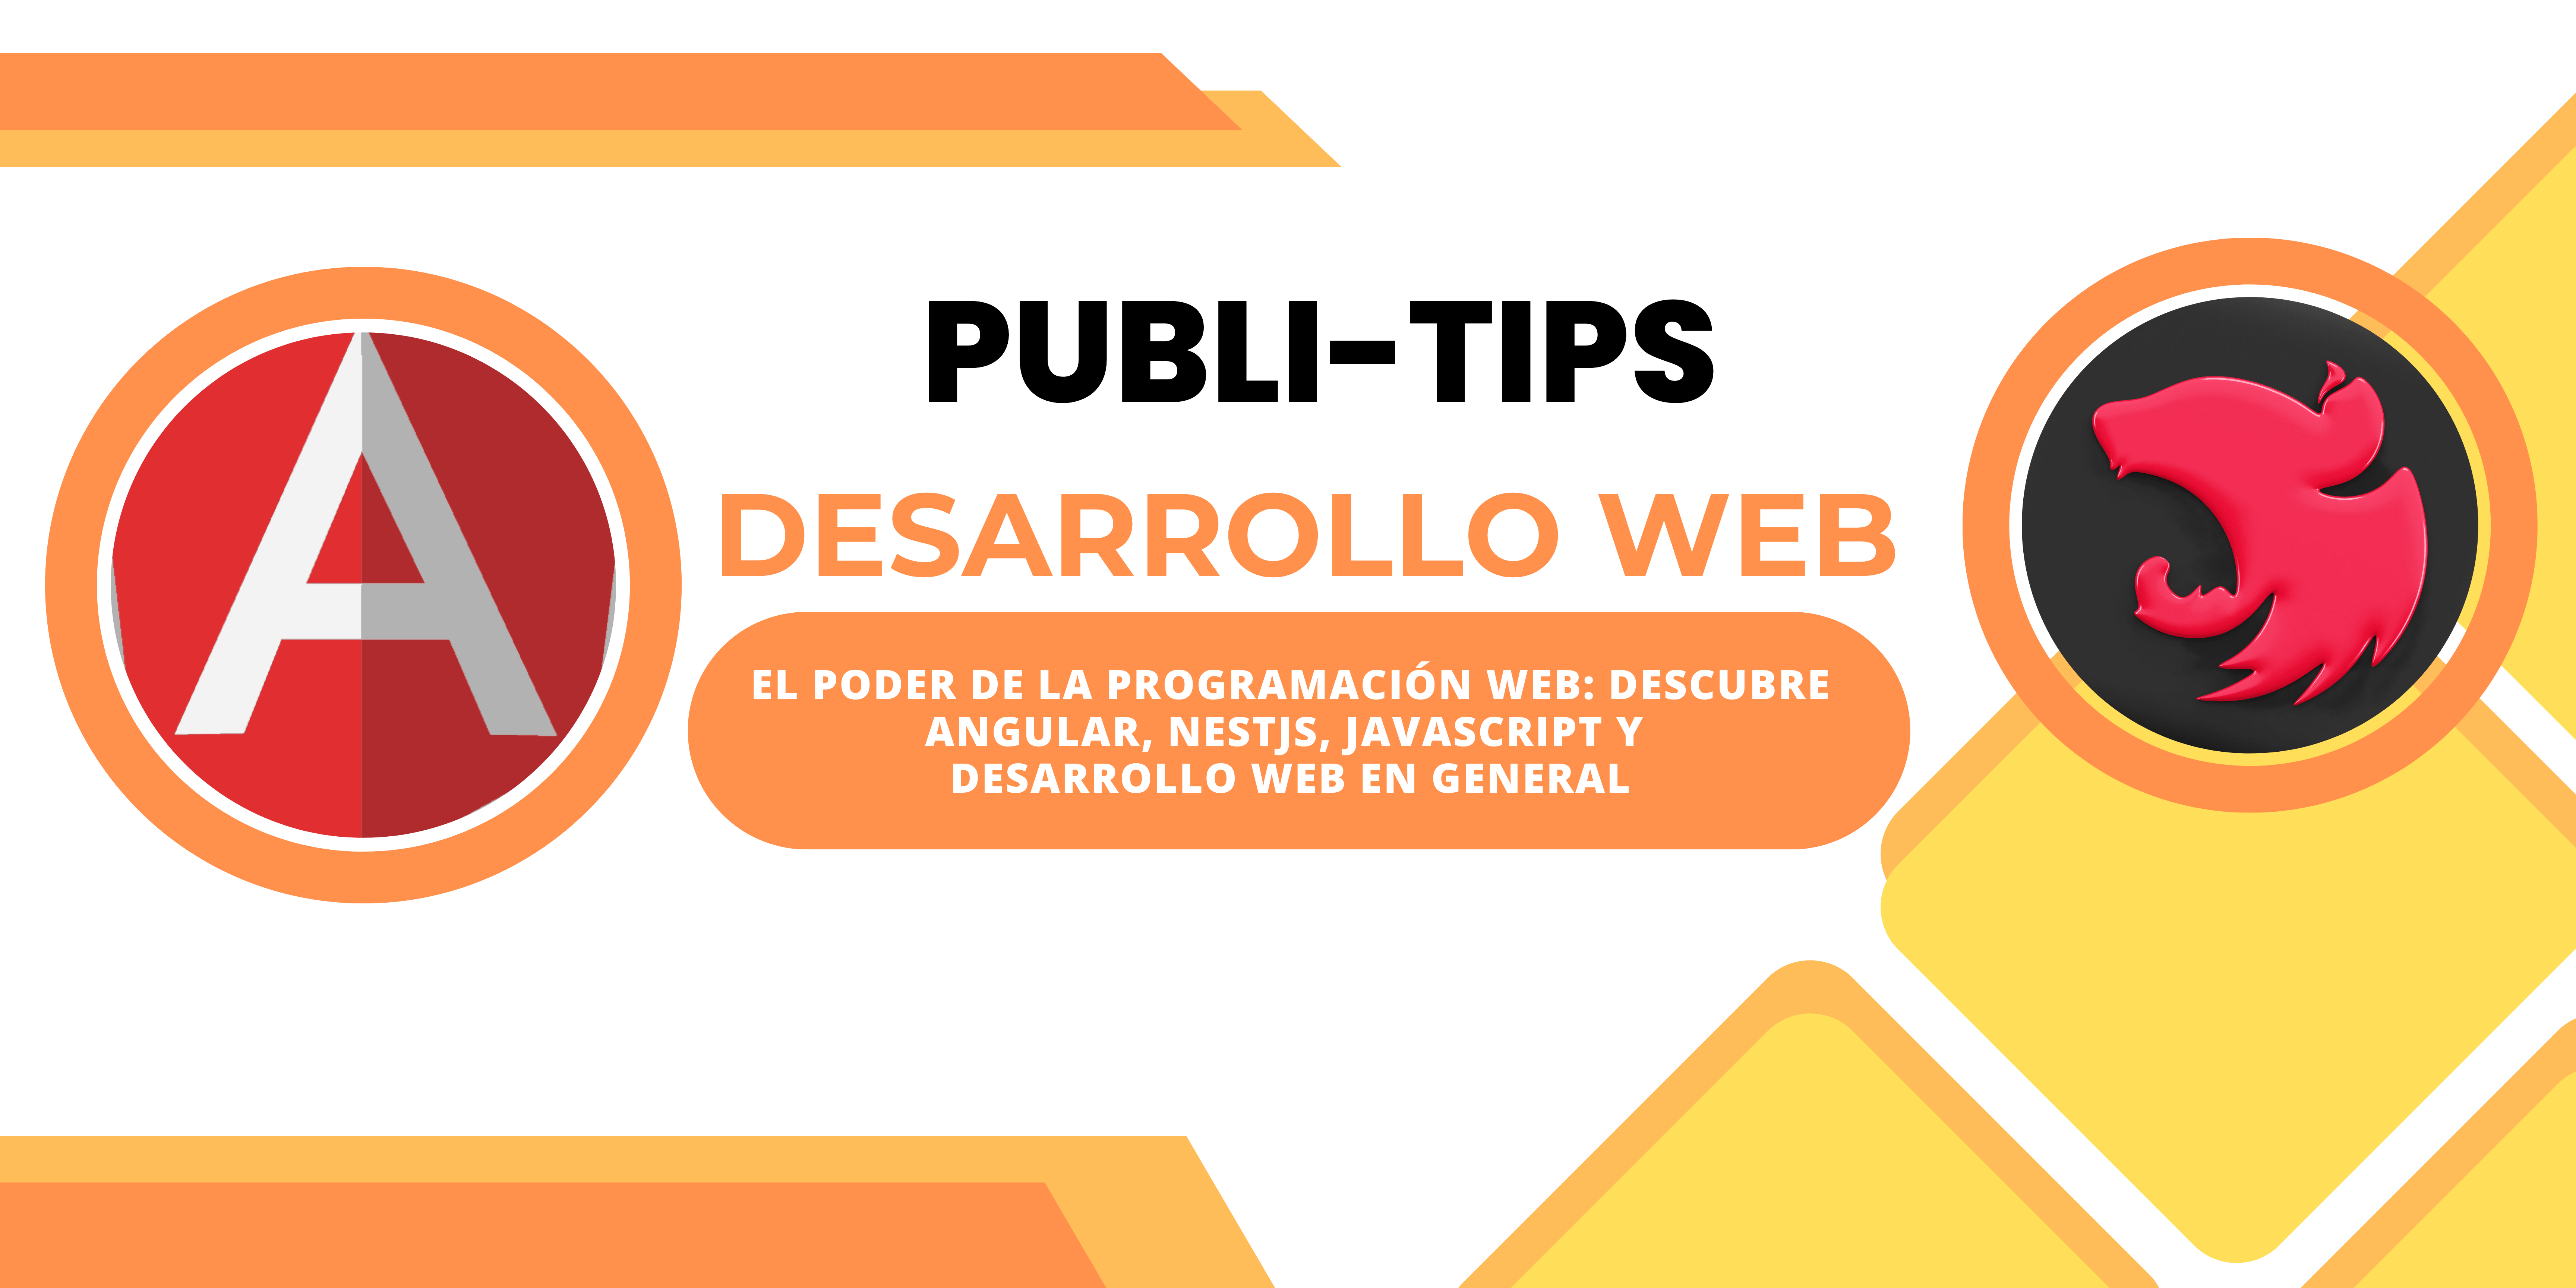 PUBLI-TIPS
DESARROLLO WEB
EL PODER DE LA PROGRAMACIÓN WEB: DESCUBRE
ANGULAR, NESTJS, JAVASCRIPT Y
DESARROLLO WEB EN GENERAL